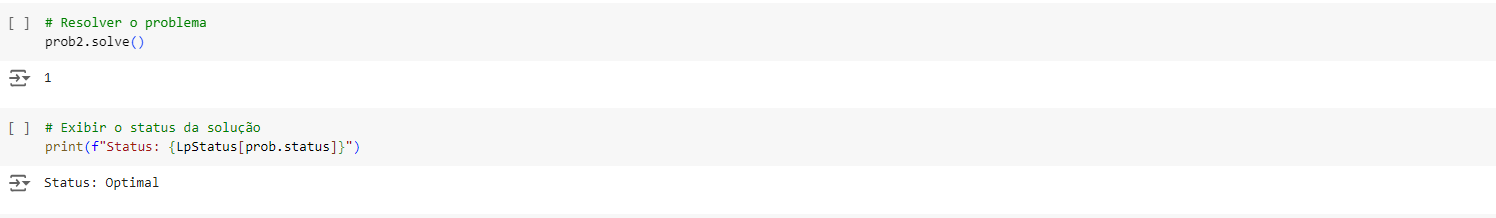 [ ] # Resolver o problema
prob2.solve()
1
[ ] # Exibir o status da solução
print(f"Status: {LpStatus[prob.status]}")
Status: Optimal